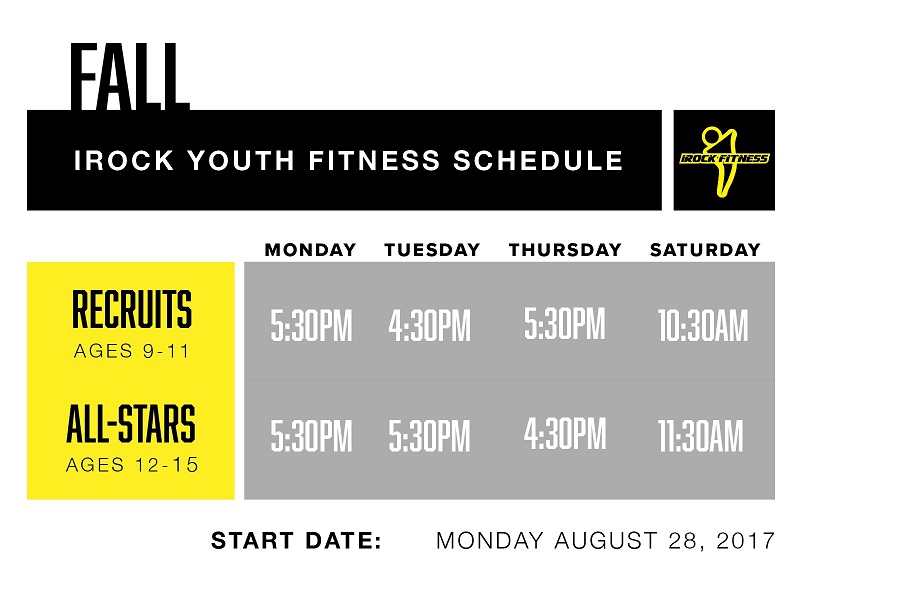 FALL
IROCK YOUTH FITNESS SCHEDULE
IROCK FITNESS
MONDAY TUESDAY THURSDAY SATURDAY
RECRUITS
AGES 9-11
5:30PM 4:30PM 5:30PM 10:30AM
ALL-STARS
AGES 12-15
5:30PM 5:30PM 4:30PM 11:30AM
START DATE: MONDAY AUGUST 28, 2017